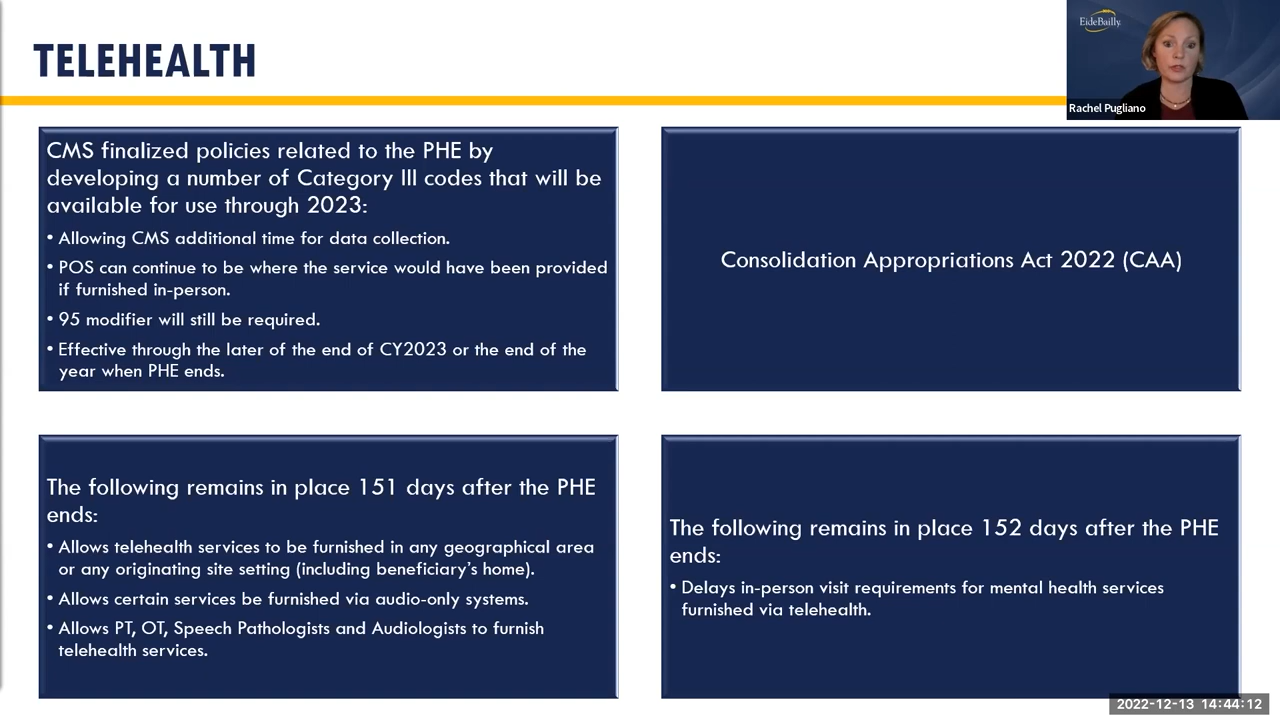 TELEHEALTH
EideBailly
Rachel Pugliano
CMS finalized policies related to the PHE by
developing a number of Category III codes that will be
available for use through 2023:
• Allowing CMS additional time for data collection.
• POS can continue to be where the service would have been provided
if furnished in-person.
• 95 modifier will still be required.
• Effective through the later of the end of CY2023 or the end of the
year when PHE ends.
Consolidation Appropriations Act 2022 (CAA)
The following remains in place 151 days after the PHE
ends:
• Allows telehealth services to be furnished in any geographical area
or any originating site setting (including beneficiary's home).
• Allows certain services be furnished via audio-only systems.
• Allows PT, OT, Speech Pathologists and Audiologists to furnish
telehealth services.
The following remains in place 152 days after the PHE
ends:
• Delays in-person visit requirements for mental health services
furnished via telehealth.
2022-12-13 14:44:12